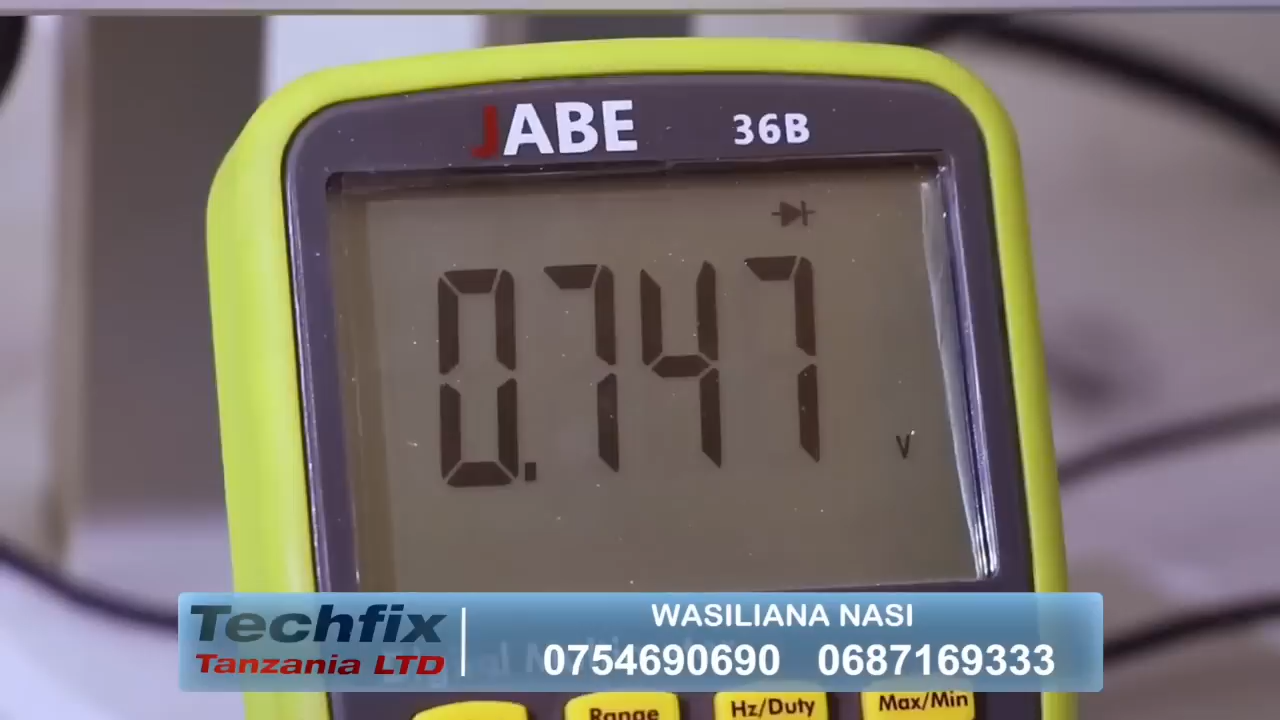 JABE 36B
0.747
V
Techfix
Tanzania LTD
WASILIANA NASI
0754690690 0687169333
Range Hz/Duty Max/Min